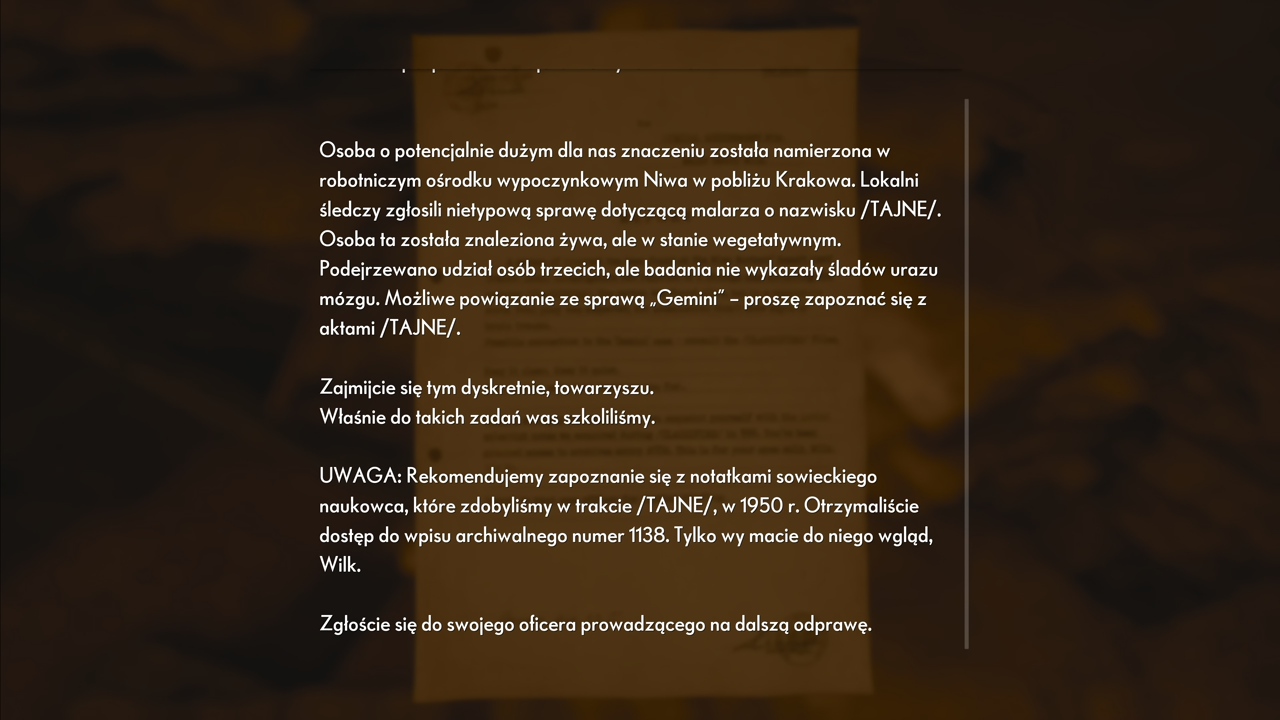 Osoba o potencjalnie dużym dla nas znaczeniu została namierzona w
robotniczym ośrodku wypoczynkowym Niwa w pobliżu Krakowa. Lokalni
śledczy zgłosili nietypową sprawę dotyczącą malarza o nazwisku /TAJNE/.
Osoba ta została znaleziona żywa, ale w stanie wegetatywnym.
Podejrzewano udział osób trzecich, ale badania nie wykazały śladów urazu
mózgu. Możliwe powiązanie ze sprawą „Gemini” – proszę zapoznać się z
aktami /TAJNE/.
Zajmijcie się tym dyskretnie, towarzyszu.
Właśnie do takich zadań was szkoliliśmy.
UWAGA: Rekomendujemy zapoznanie się z notatkami sowieckiego
naukowca, które zdobyliśmy w trakcie /TAJNE/, w 1950 r. Otrzymaliście
dostęp do wpisu archiwalnego numer 1138. Tylko wy macie do niego wgląd,
Wilk.
Zgłoście się do swojego oficera prowadzącego na dalszą odprawę.